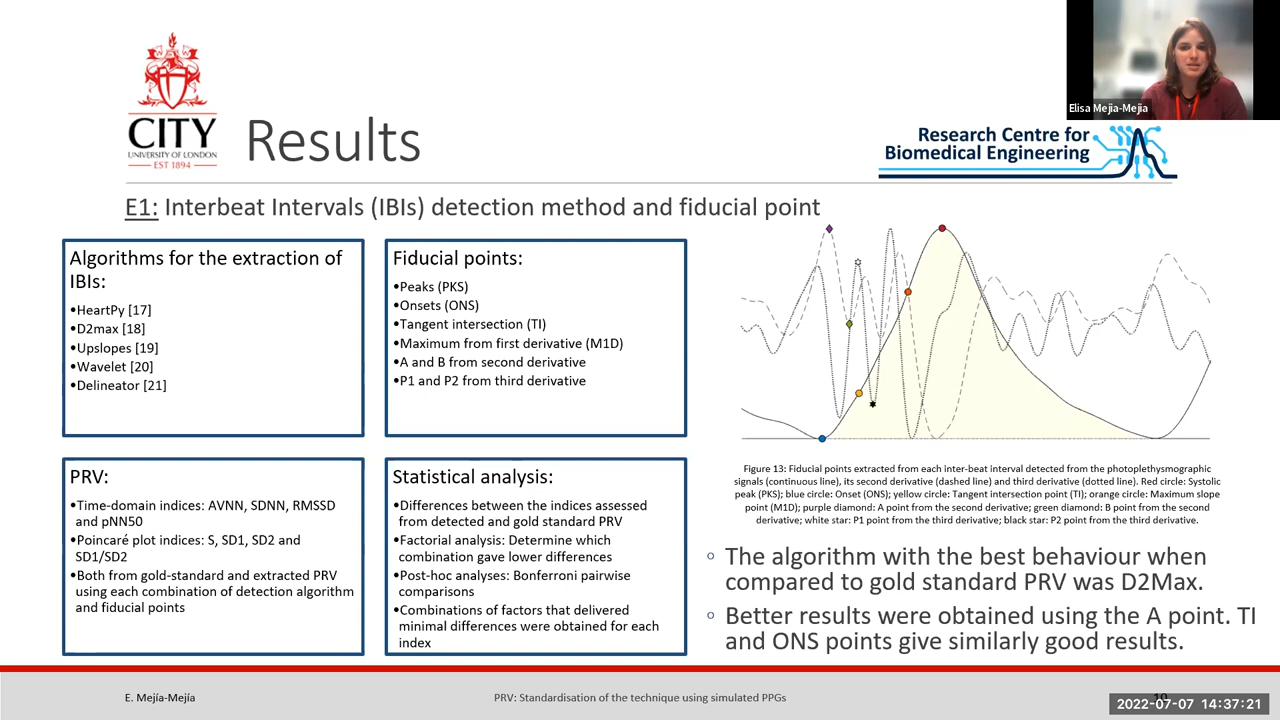 Elisa Mejia-Mejia
CITY
UNIVERSITY OF LONDON
EST 1894
Results
Research Centre for
Biomedical Engineering
E1: Interbeat Intervals (IBIs) detection method and fiducial point
Algorithms for the extraction of
IBIs:
•HeartPy [17]
•D2max [18]
•Upslopes [19]
•Wavelet [20]
•Delineator [21]
Fiducial points:
•Peaks (PKS)
•Onsets (ONS)
•Tangent intersection (TI)
•Maximum from first derivative (M1D)
•A and B from second derivative
•P1 and P2 from third derivative
PRV:
•Time-domain indices: AVNN, SDNN, RMSSD
and pNN50
•Poincaré plot indices: S, SD1, SD2 and
SD1/SD2
•Both from gold-standard and extracted PRV
using each combination of detection algorithm
and fiducial points
Statistical analysis:
•Differences between the indices assessed
from detected and gold standard PRV
•Factorial analysis: Determine which
combination gave lower differences
•Post-hoc analyses: Bonferroni pairwise
comparisons
•Combinations of factors that delivered
minimal differences were obtained for each
index
Figure 13: Fiducial points extracted from each inter-beat interval detected from the photoplethysmographic
signals (continuous line), its second derivative (dashed line) and third derivative (dotted line). Red circle: Systolic
peak (PKS); blue circle: Onset (ONS); yellow circle: Tangent intersection point (TI); orange circle: Maximum slope
point (M1D); purple diamond: A point from the second derivative; green diamond: B point from the second
derivative; white star: P1 point from the third derivative; black star: P2 point from the third derivative.
◦ The algorithm with the best behaviour when
compared to gold standard PRV was D2Max.
◦ Better results were obtained using the A point. TI
and ONS points give similarly good results.
E. Mejía-Mejía
PRV: Standardisation of the technique using simulated PPGs
2022-07-07 14:37:21